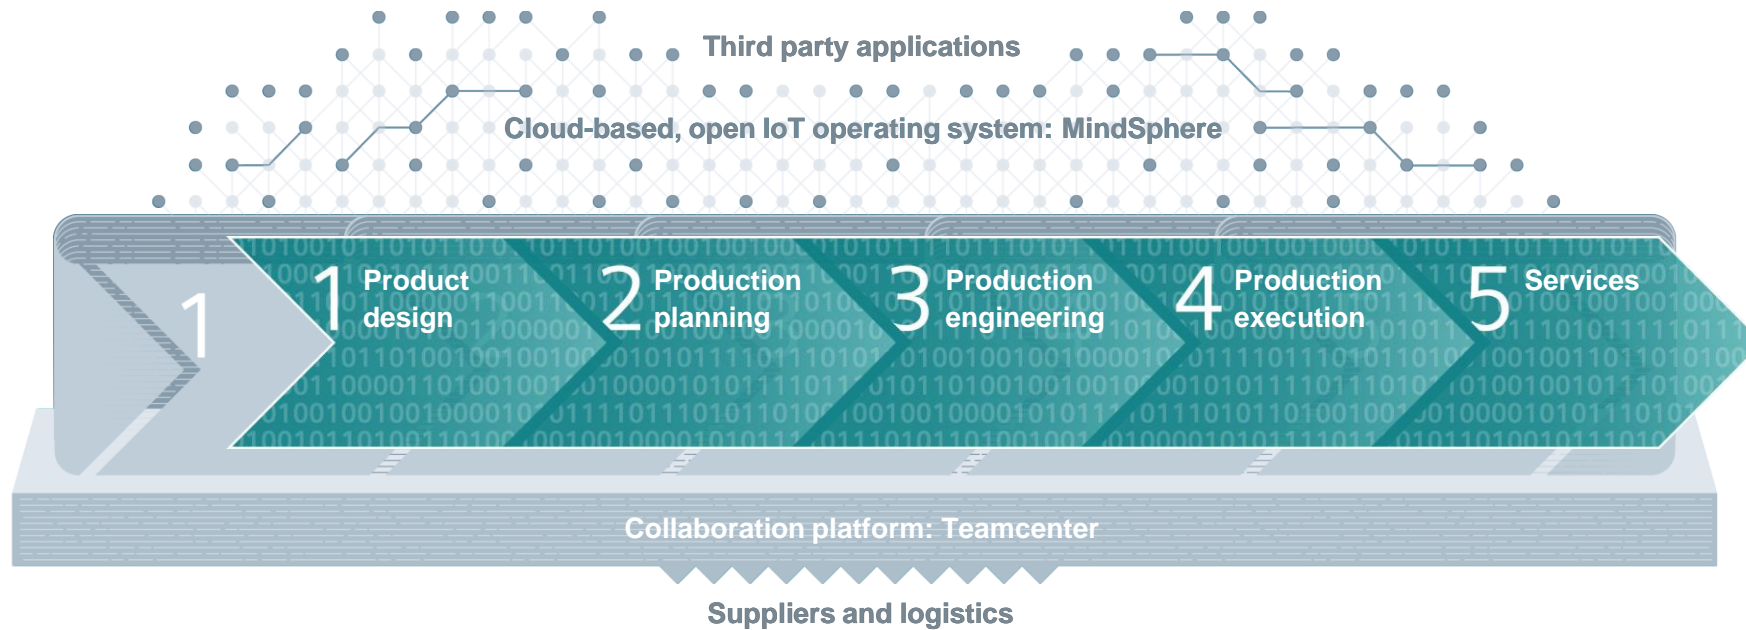 Third party applications
Cloud-based, open IoT operating system: MindSphere
1
1 Product
design
2 Production
planning
3 Production
engineering
4 Production
execution
5 Services
Collaboration platform: Teamcenter
Suppliers and logistics